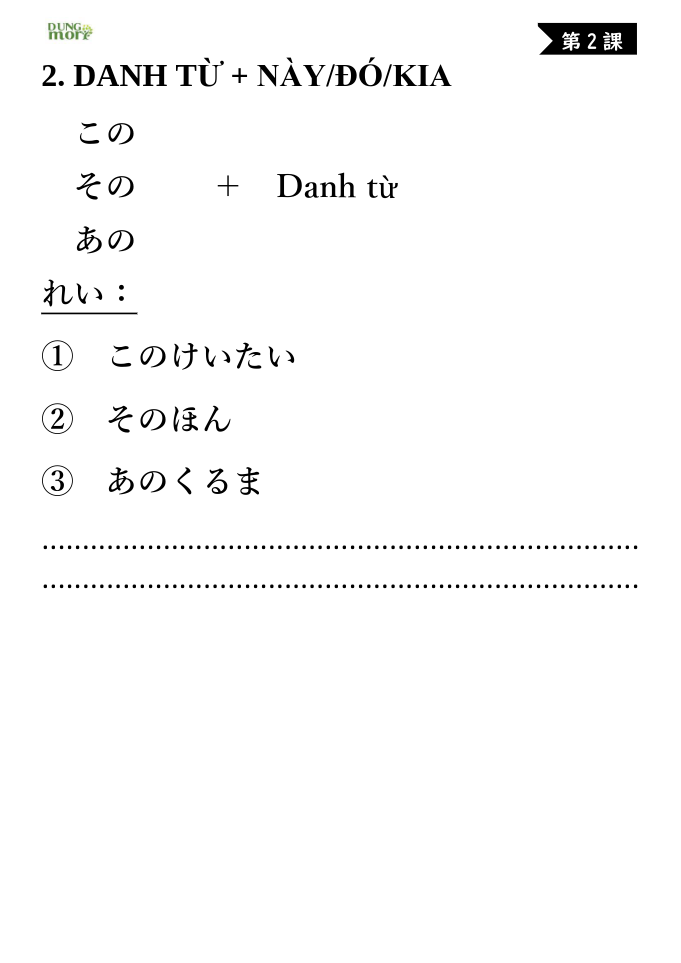 DUNG
mori
第2課
2. DANH TỪ + NÀY/ĐÓ/KIA
この
その ＋ Danh từ
あの
れい：
① このけいたい
② そのほん
③ あのくるま